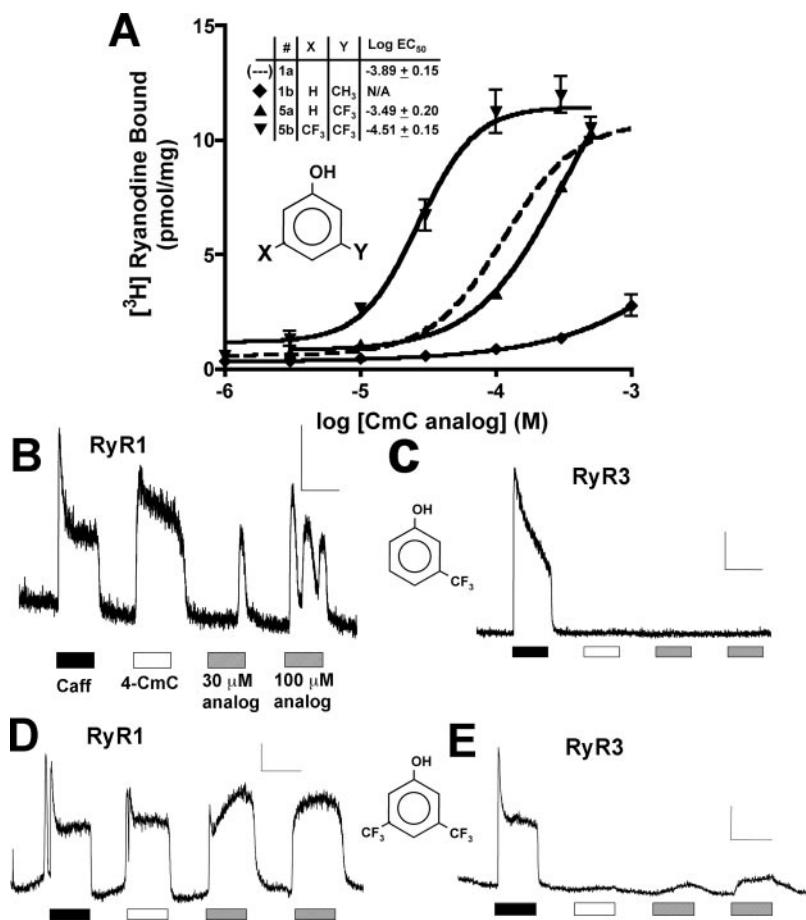 A
# X Y Log EC₅₀
(---) 1a -3.89 ± 0.15
◆ 1b H CH₃ N/A
▲ 5a H CF₃ -3.49 ± 0.20
▼ 5b CF₃ CF₃ -4.51 ± 0.15
OH
X Y
[³H] Ryanodine Bound
(pmol/mg)
15
10
5
0
-6 -5 -4 -3
log [CmC analog] (M)
B
RyR1
Caff
4-CmC
30 µM
analog
100 µM
analog
OH
CF₃
C
RyR3
D
RyR1
OH
CF₃ CF₃
E
RyR3